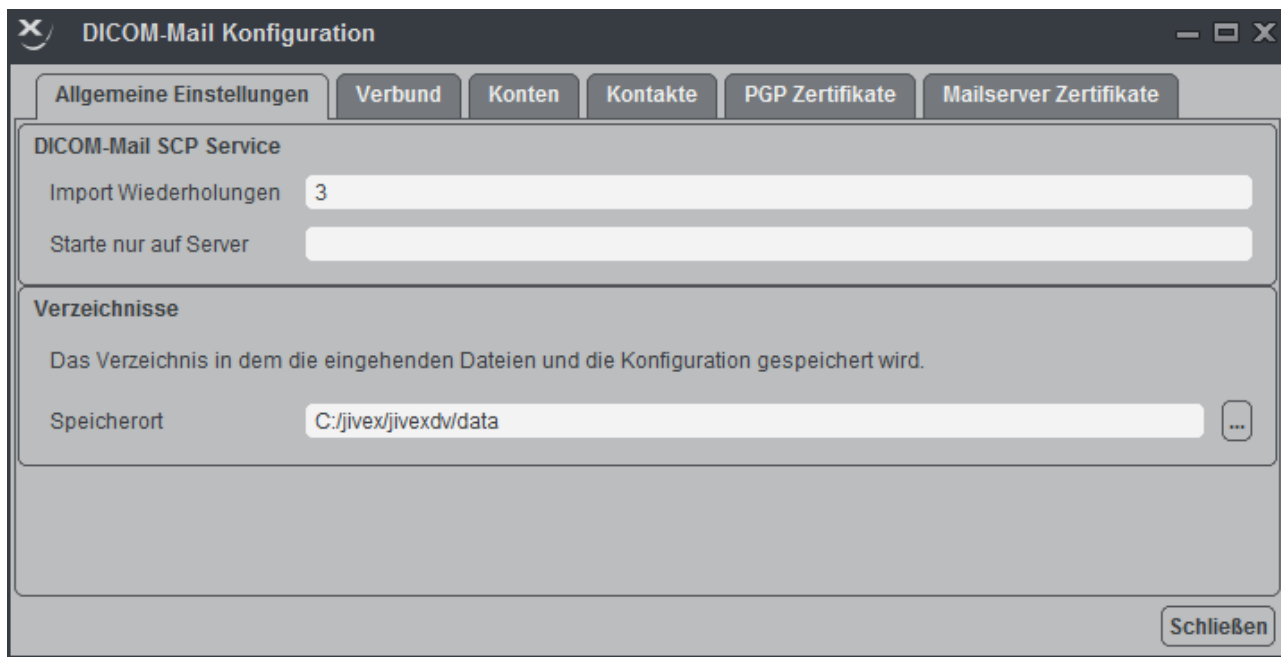 DICOM-Mail Konfiguration
Allgemeine Einstellungen Verbund Konten Kontakte PGP Zertifikate Mailserver Zertifikate
DICOM-Mail SCP Service
Import Wiederholungen 3
Starte nur auf Server
Verzeichnisse
Das Verzeichnis in dem die eingehenden Dateien und die Konfiguration gespeichert wird.
Speicherort C:/jivex/jivexdv/data ...
Schließen